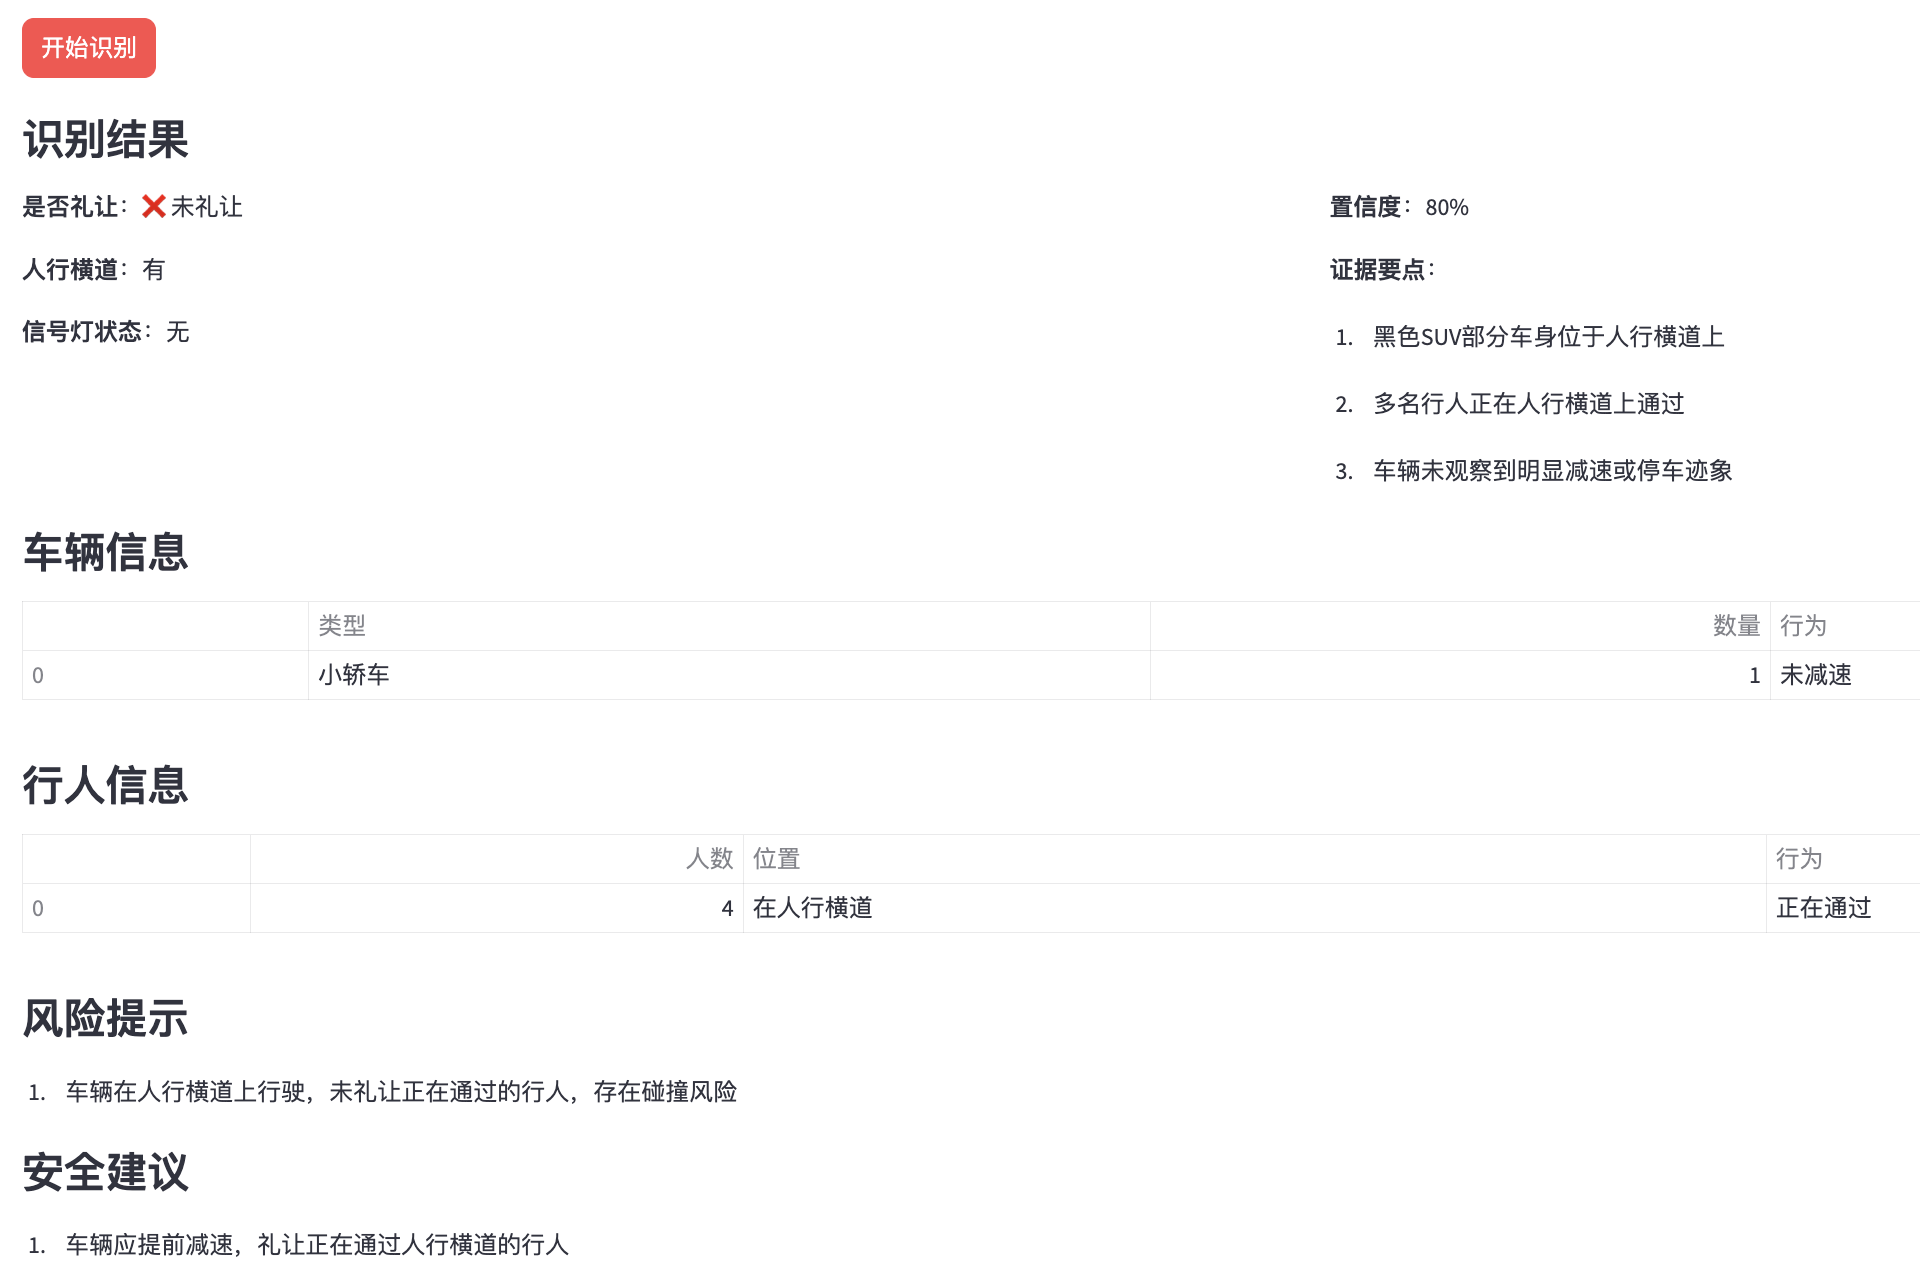 开始识别
识别结果
是否礼让：❌ 未礼让
人行横道：有
信号灯状态：无
置信度：80%
证据要点：
1. 黑色SUV部分车身位于人行横道上
2. 多名行人正在人行横道上通过
3. 车辆未观察到明显减速或停车迹象
车辆信息
类型 数量 行为
0 小轿车 1 未减速
行人信息
人数 位置 行为
0 4 在人行横道 正在通过
风险提示
1. 车辆在人行横道上行驶，未礼让正在通过的行人，存在碰撞风险
安全建议
1. 车辆应提前减速，礼让正在通过人行横道的行人